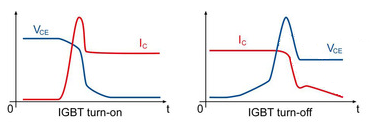 VCE
IC
0
t
IGBT turn-on
IC
VCE
0
t
IGBT turn-off